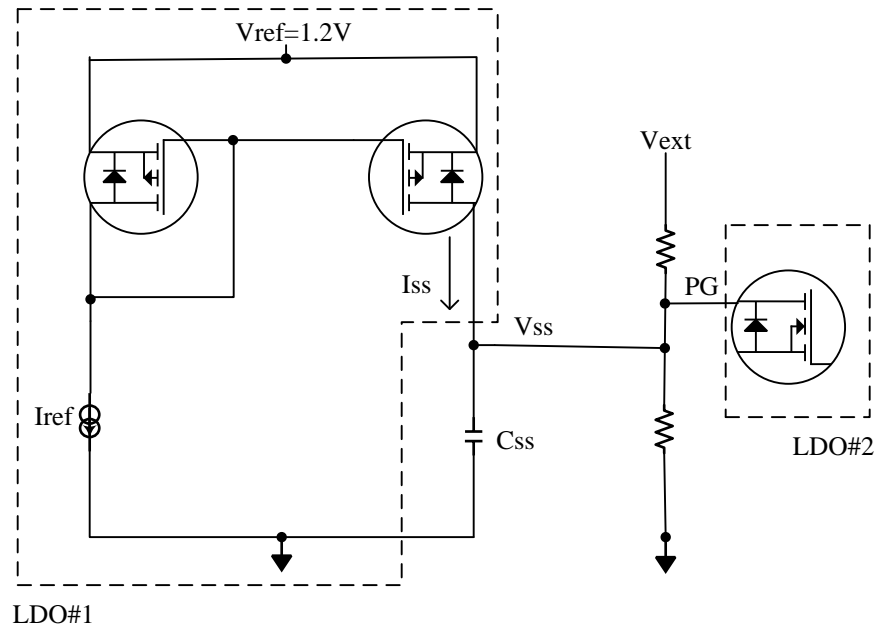 Vref=1.2V
Vext
Iss
PG
Vss
Iref
Css
LDO#2
LDO#1